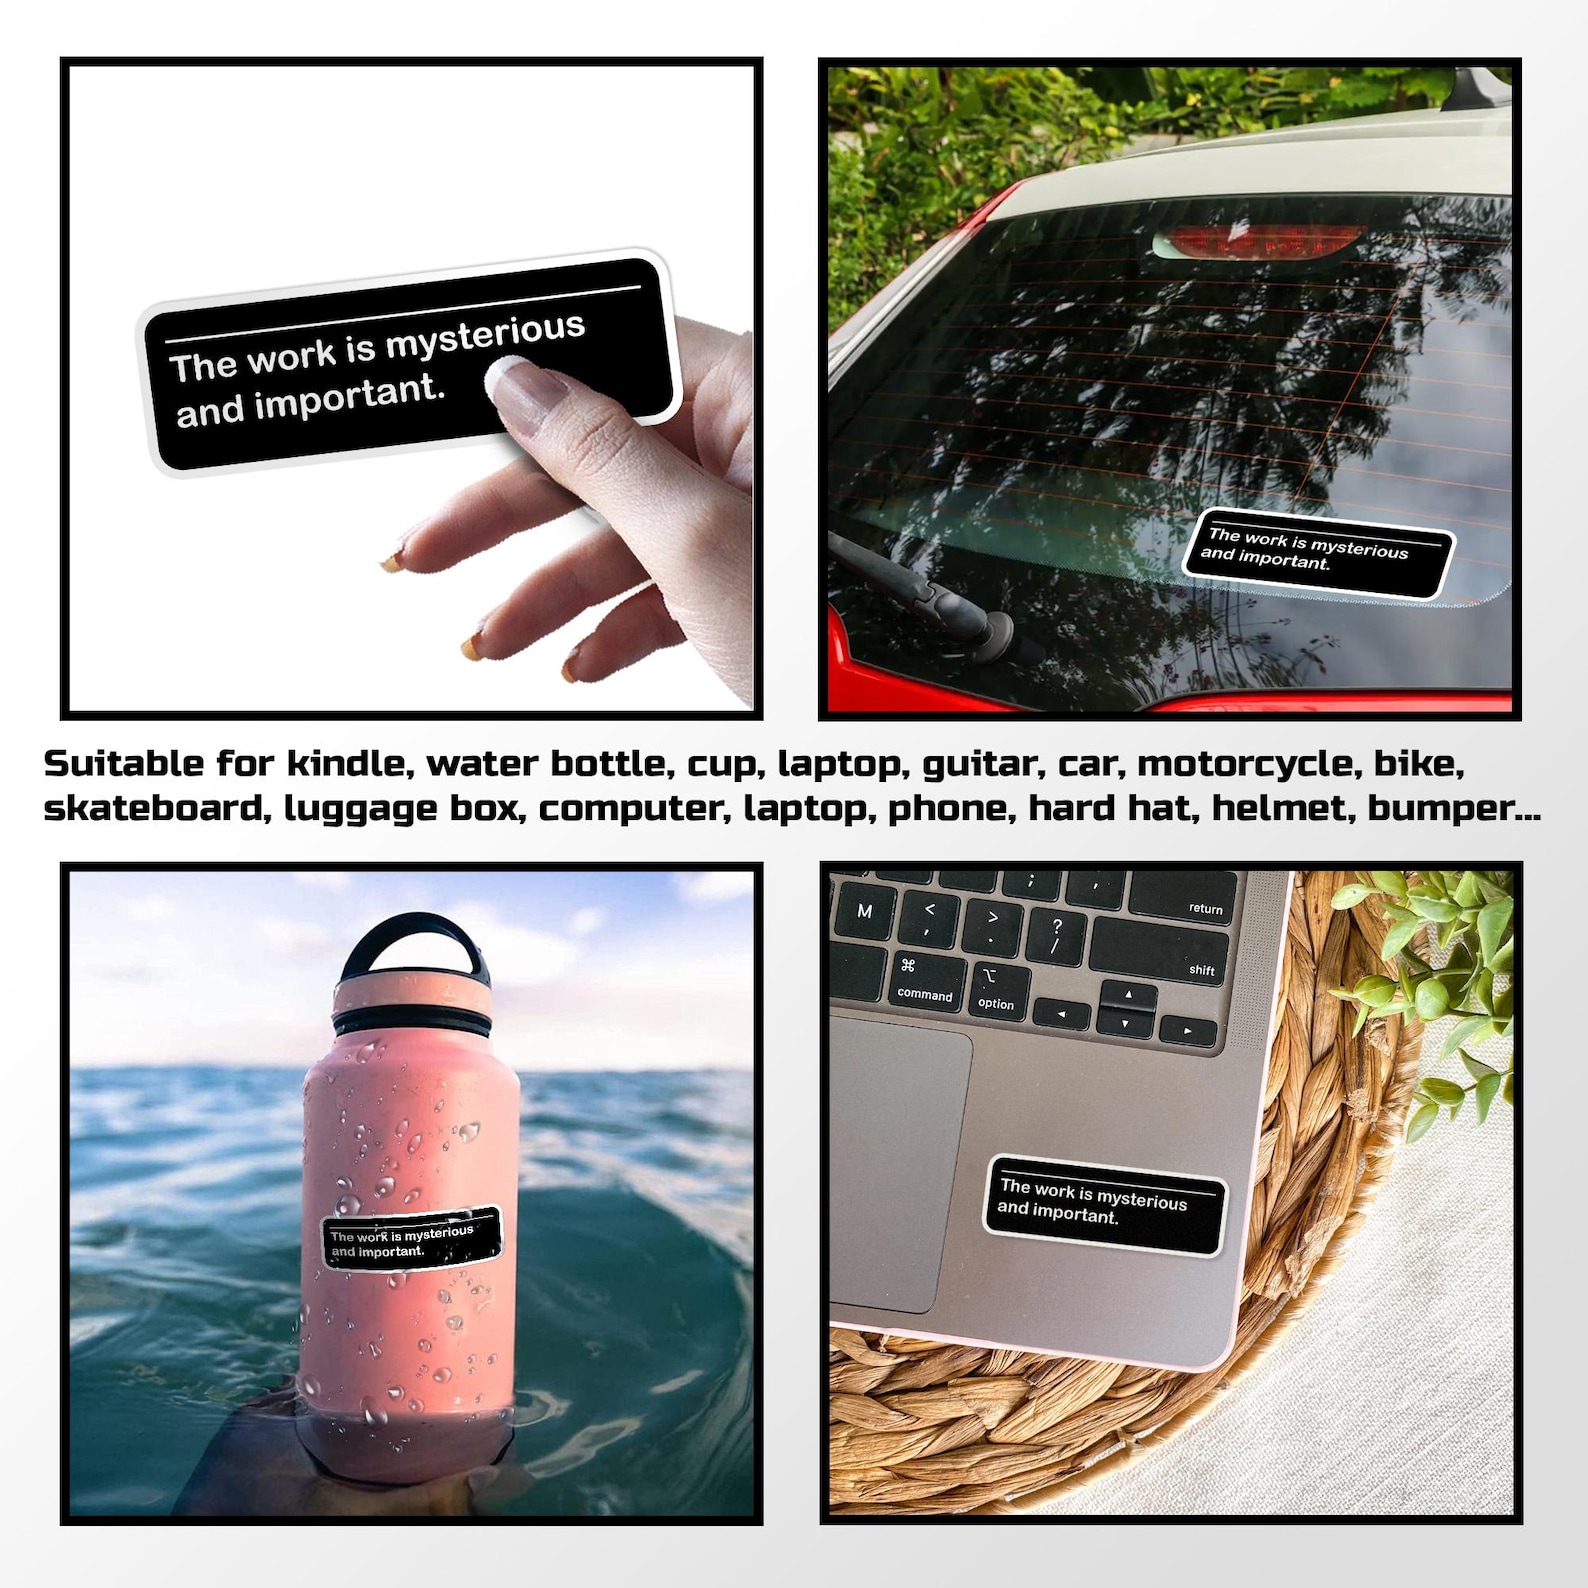 The work is mysterious
and important.
The work is mysterious
and important.
Suitable for kindle, water bottle, cup, laptop, guitar, car, motorcycle, bike,
skateboard, luggage box, computer, laptop, phone, hard hat, helmet, bumper...
The work is mysterious
and important.
; ,
return
M < , > . ? /
shift
⌘ ⌥
command option
◄ ▲ ▼ ►
The work is mysterious
and important.